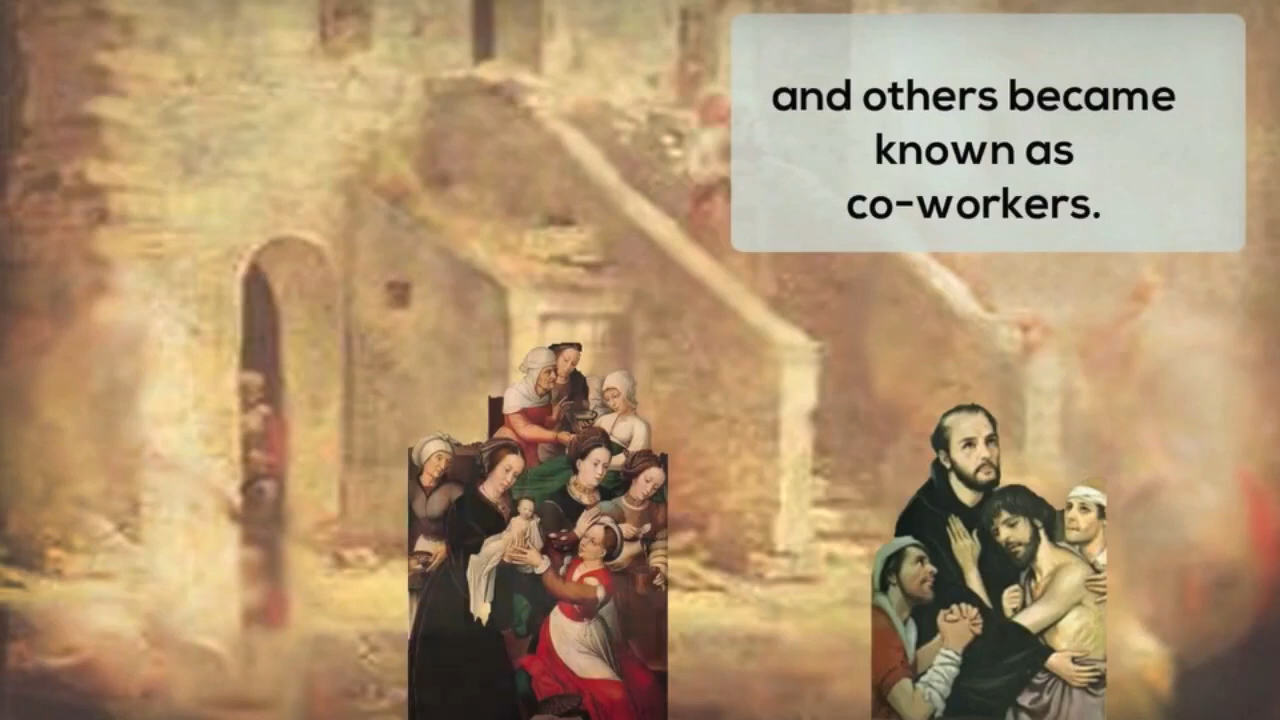 and others became
known as
co-workers.